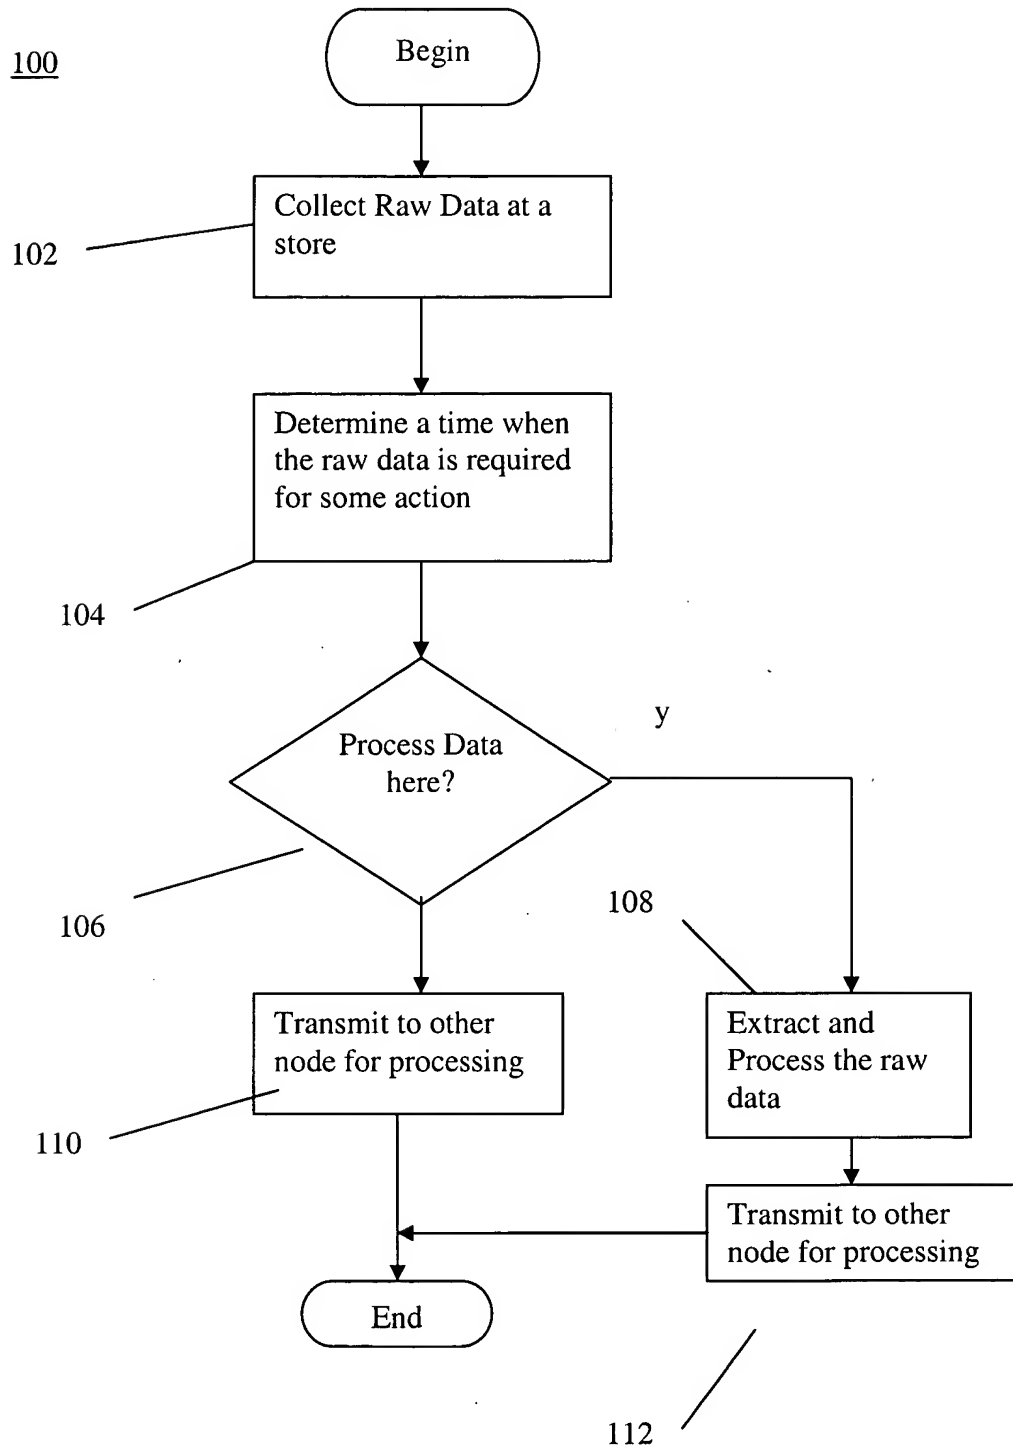 100
Begin
Collect Raw Data at a
store
102
Determine a time when
the raw data is required
for some action
104
Process Data
here?
y
106
108
Transmit to other
node for processing
110
Extract and
Process the raw
data
Transmit to other
node for processing
End
112